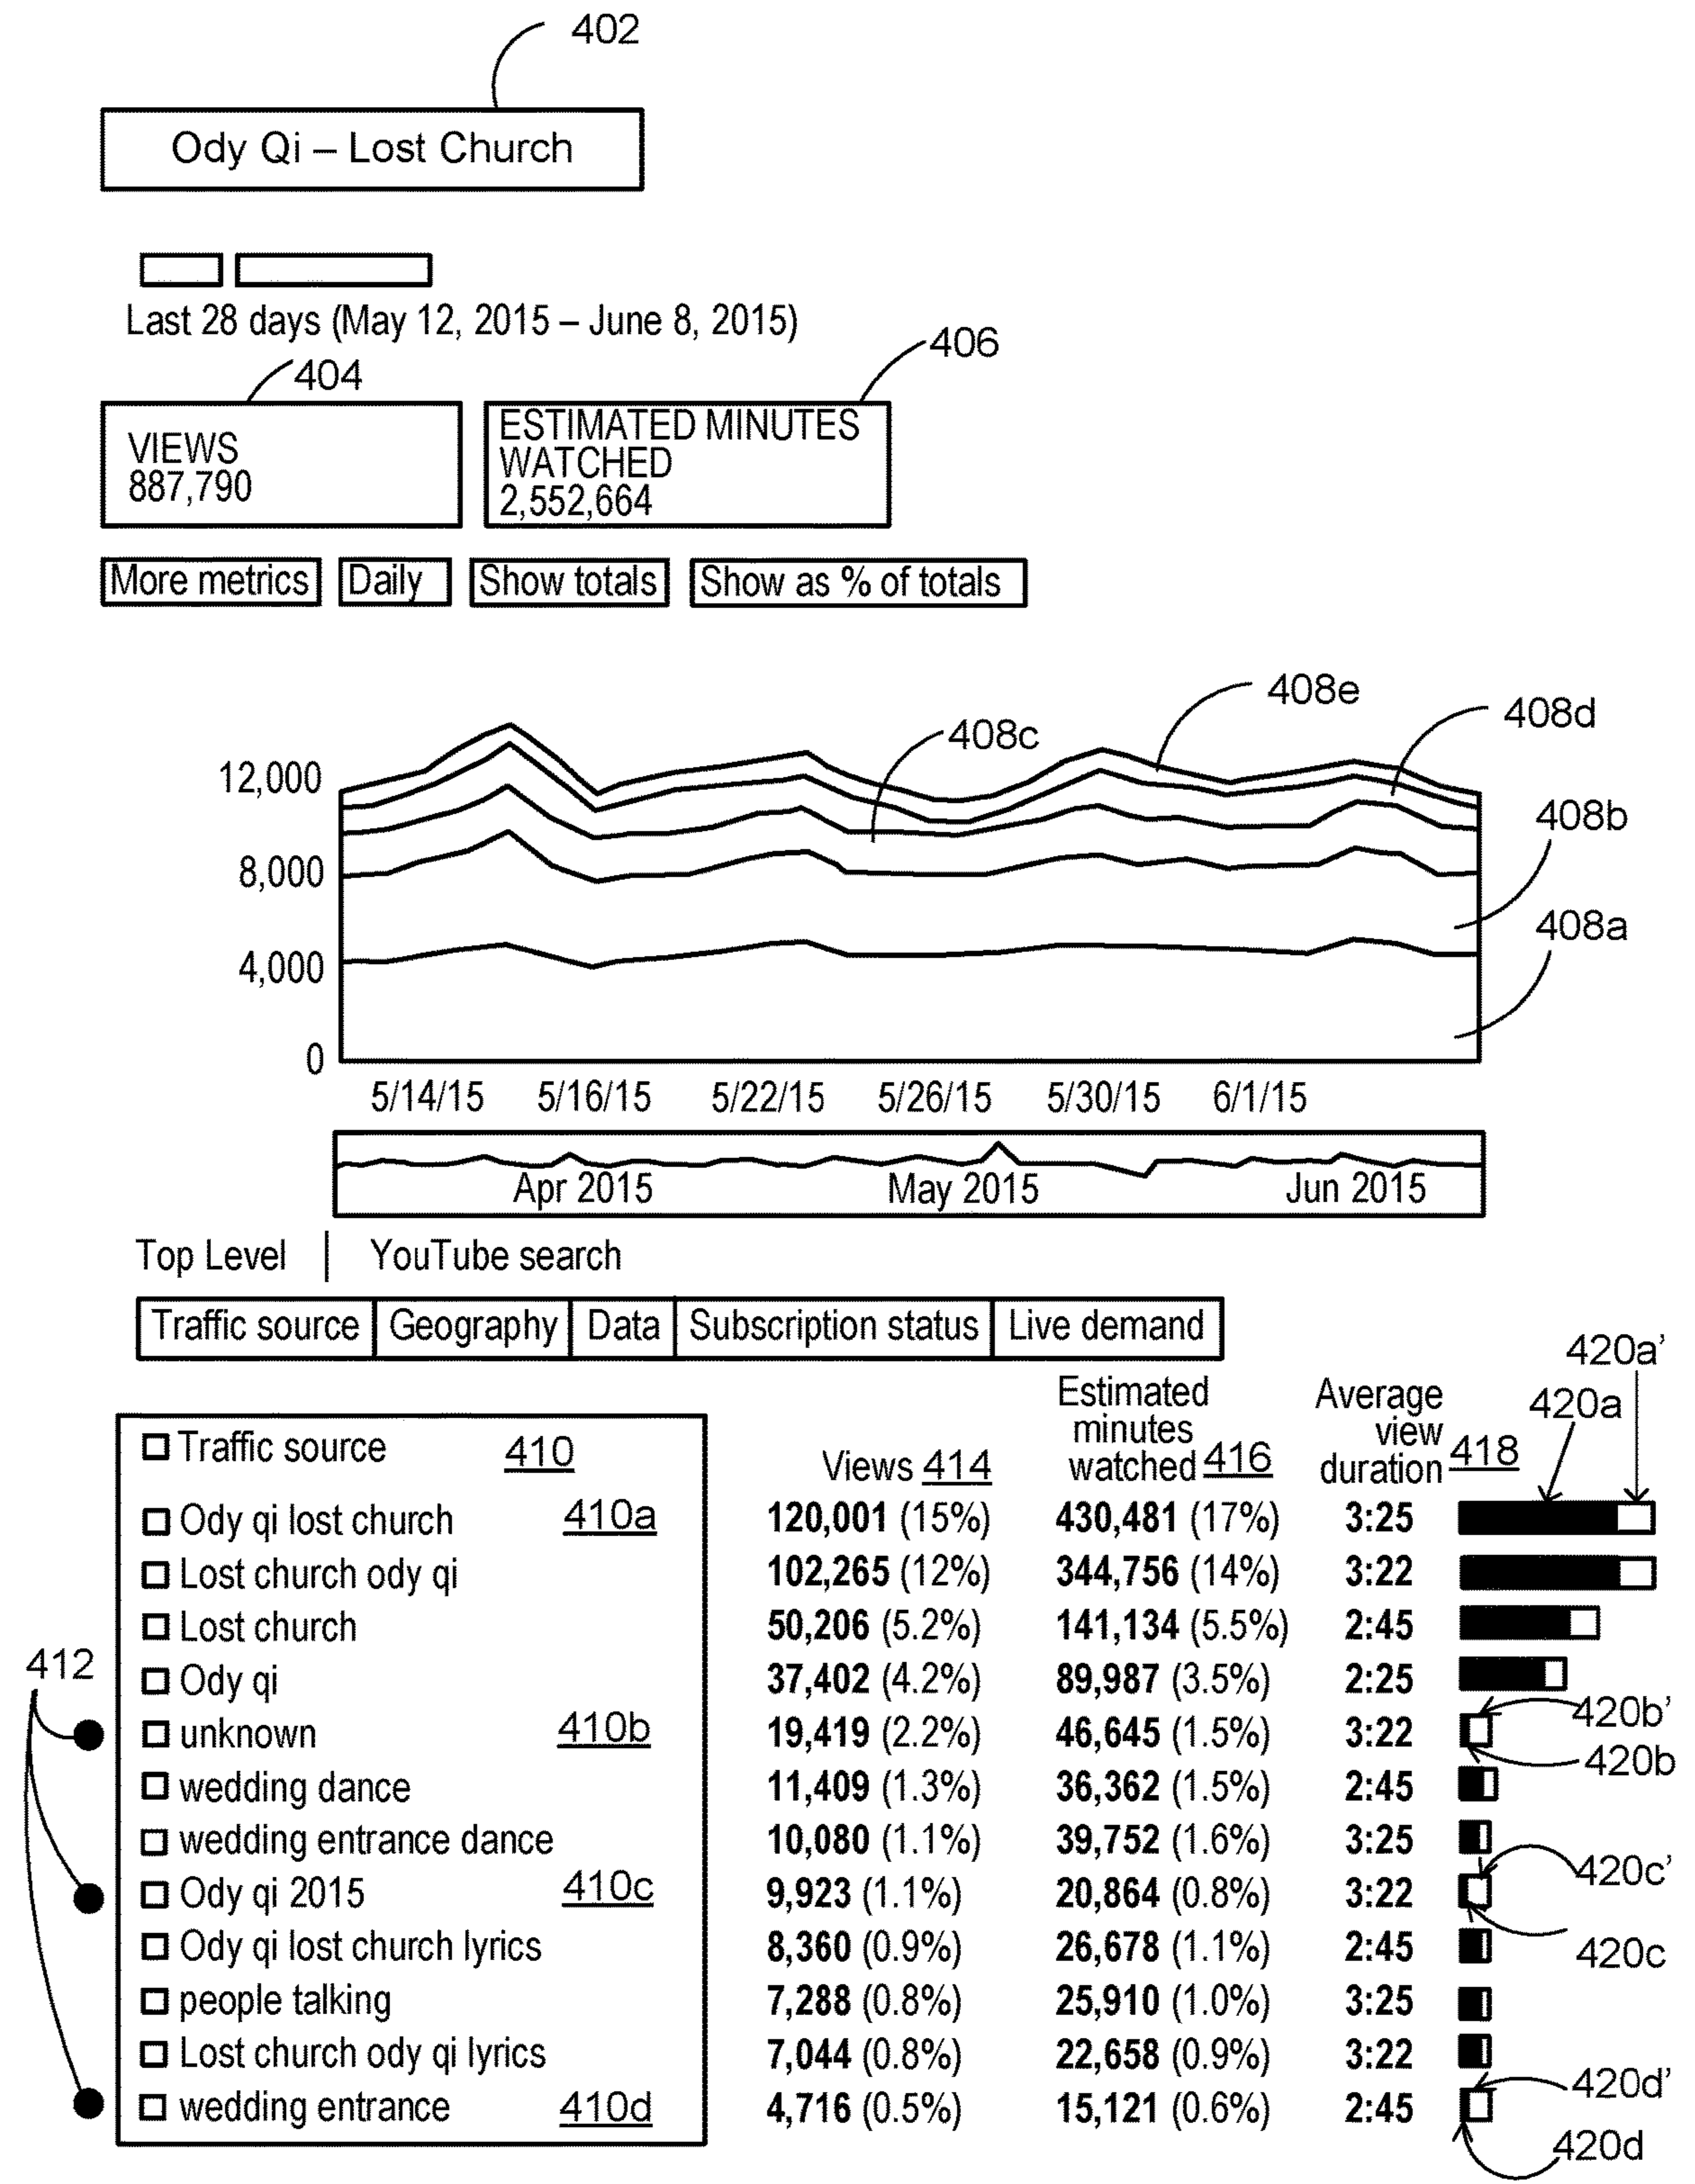 402
Ody Qi – Lost Church
Last 28 days (May 12, 2015 – June 8, 2015)
404
406
VIEWS
887,790
ESTIMATED MINUTES
WATCHED
2,552,664
More metrics
Daily
Show totals
Show as % of totals
408e
408d
408c
408b
408a
12,000
8,000
4,000
0
5/14/15 5/16/15 5/22/15 5/26/15 5/30/15 6/1/15
Apr 2015 May 2015 Jun 2015
Top Level | YouTube search
Traffic source Geography Data Subscription status Live demand
420a'
420a
Traffic source 410
Views 414
Estimated
minutes
watched 416
Average
view
duration 418
Ody qi lost church 410a 120,001 (15%) 430,481 (17%) 3:25
Lost church ody qi 102,265 (12%) 344,756 (14%) 3:22
Lost church 50,206 (5.2%) 141,134 (5.5%) 2:45
412
Ody qi 37,402 (4.2%) 89,987 (3.5%) 2:25
unknown 410b 19,419 (2.2%) 46,645 (1.5%) 3:22
420b'
420b
wedding dance 11,409 (1.3%) 36,362 (1.5%) 2:45
wedding entrance dance 10,080 (1.1%) 39,752 (1.6%) 3:25
Ody qi 2015 410c 9,923 (1.1%) 20,864 (0.8%) 3:22
420c'
420c
Ody qi lost church lyrics 8,360 (0.9%) 26,678 (1.1%) 2:45
people talking 7,288 (0.8%) 25,910 (1.0%) 3:25
Lost church ody qi lyrics 7,044 (0.8%) 22,658 (0.9%) 3:22
wedding entrance 410d 4,716 (0.5%) 15,121 (0.6%) 2:45
420d'
420d